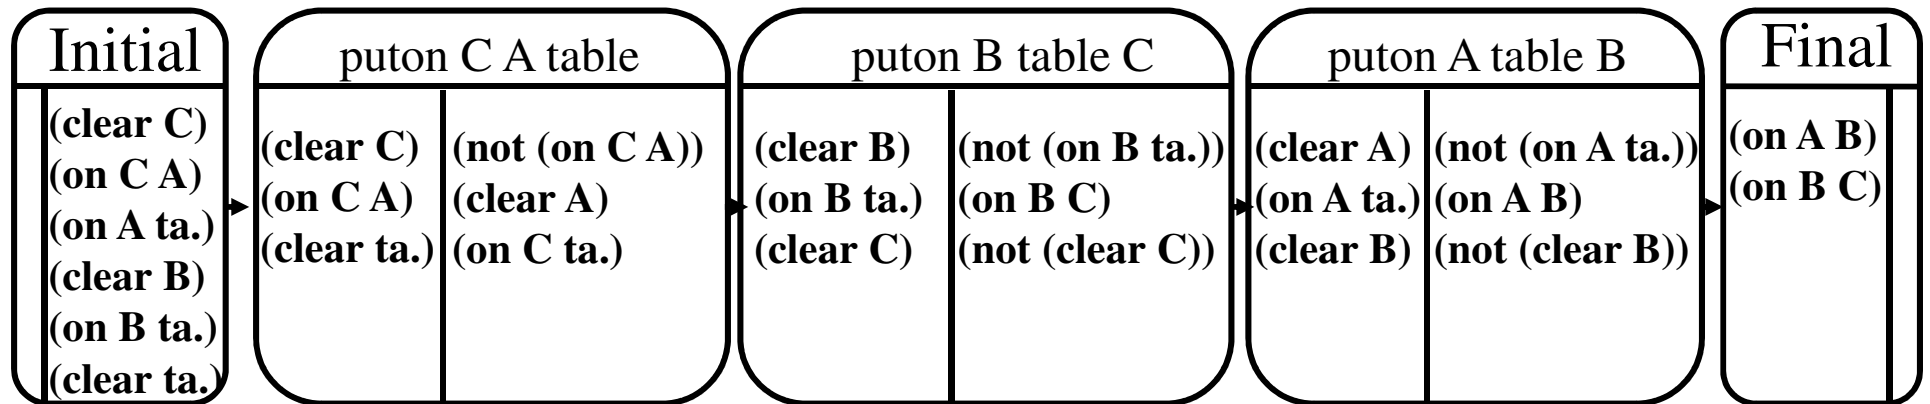 Initial
(clear C)
(on C A)
(on A ta.)
(clear B)
(on B ta.)
(clear ta.)
puton C A table
(clear C)
(on C A)
(clear ta.)
(not (on C A))
(clear A)
(on C ta.)
puton B table C
(clear B)
(on B ta.)
(clear C)
(not (on B ta.))
(on B C)
(not (clear C))
puton A table B
(clear A)
(on A ta.)
(clear B)
(not (on A ta.))
(on A B)
(not (clear B))
Final
(on A B)
(on B C)